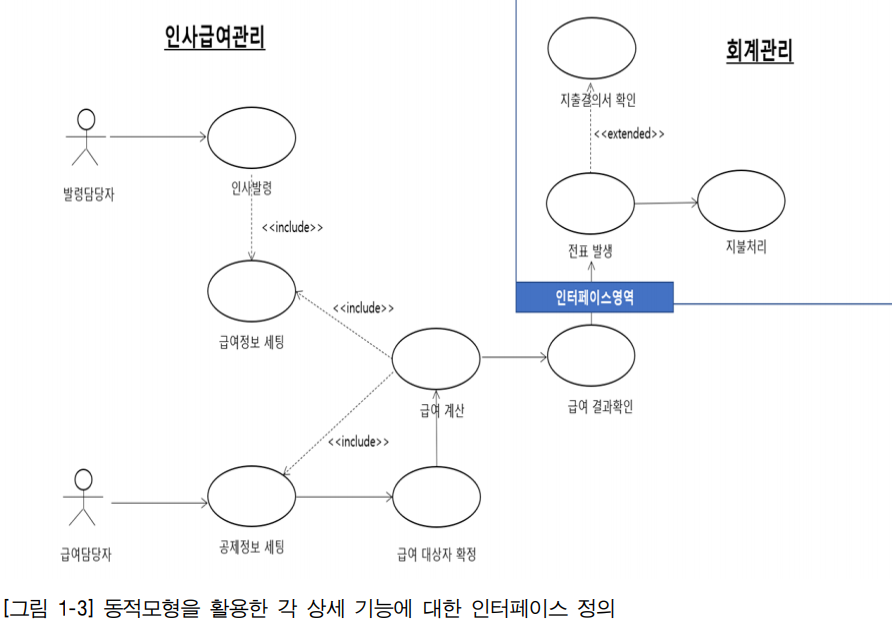 인사급여관리
회계관리
지출결의서 확인
<<extended>>
발령담당자
인사발령
<<include>>
전표 발생
지불처리
인터페이스영역
<<include>>
급여정보 세팅
급여 계산
급여 결과확인
<<include>>
급여담당자
공제정보 세팅
급여 대상자 확정
[그림 1-3] 동적모형을 활용한 각 상세 기능에 대한 인터페이스 정의